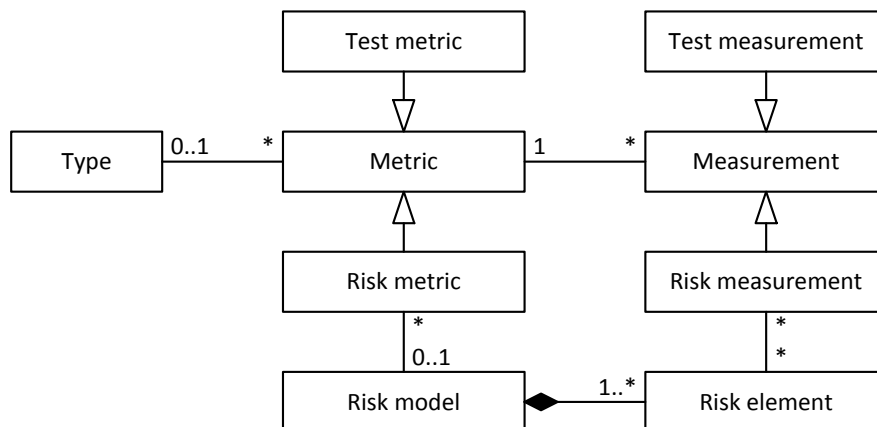 Test metric
Test measurement
Type
0..1
*
Metric
1
*
Measurement
Risk metric
Risk measurement
*
0..1
*
*
Risk model
1..*
Risk element